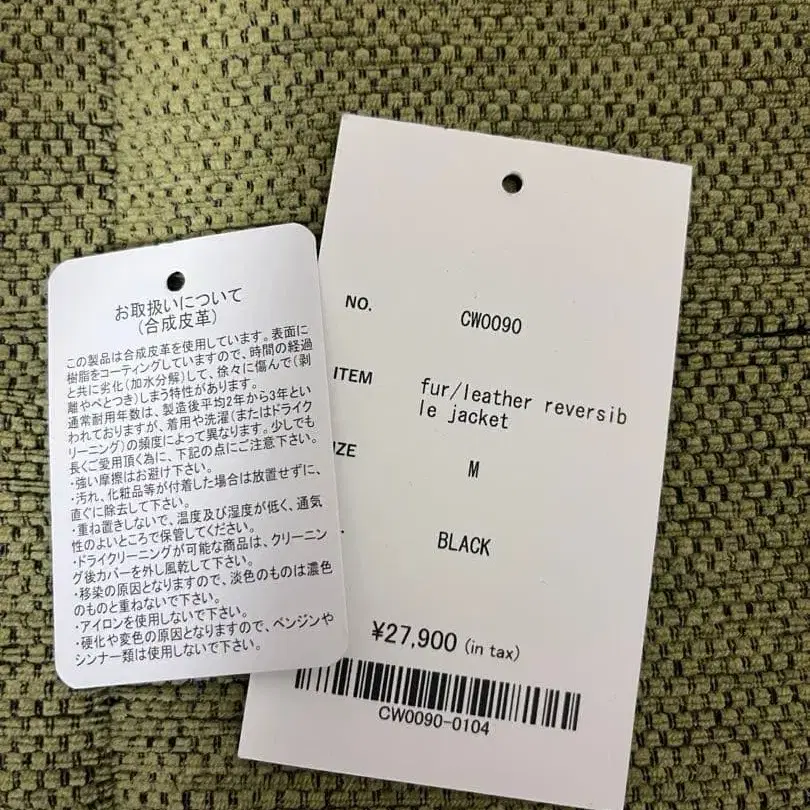 お取扱いについて
(合成皮革)
この製品は合成皮革を使用しています。表面に
樹脂をコーティングしていますので、時間の経過
と共に劣化(加水分解)して、徐々に傷んで(剥
離やべとつき)しまう特性があります。
通常耐用年数は、製造後平均2年から3年とい
われておりますが、着用や洗濯(またはドライク
リーニング)の頻度によって異なります。少しでも
長くご愛用頂く為に、下記の点にご注意下さい。
・強い摩擦はお避け下さい。
・汚れ、化粧品等が付着した場合は放置せずに、
直ぐに除去して下さい。
・重ね置きしないで、温度及び湿度が低く、通気
性のよいところで保管してください。
・ドライクリーニングが可能な商品は、クリーニン
グ後カバーを外し風乾して下さい。
・移染の原因となりますので、淡色のものは濃色
のものと重ねないで下さい。
・アイロンを使用しないで下さい。
・硬化や変色の原因となりますので、ベンジンや
シンナー類は使用しないで下さい。
NO. CW0090
ITEM fur/leather reversib
le jacket
IZE M
BLACK
¥27,900 (in tax)
CW0090-0104